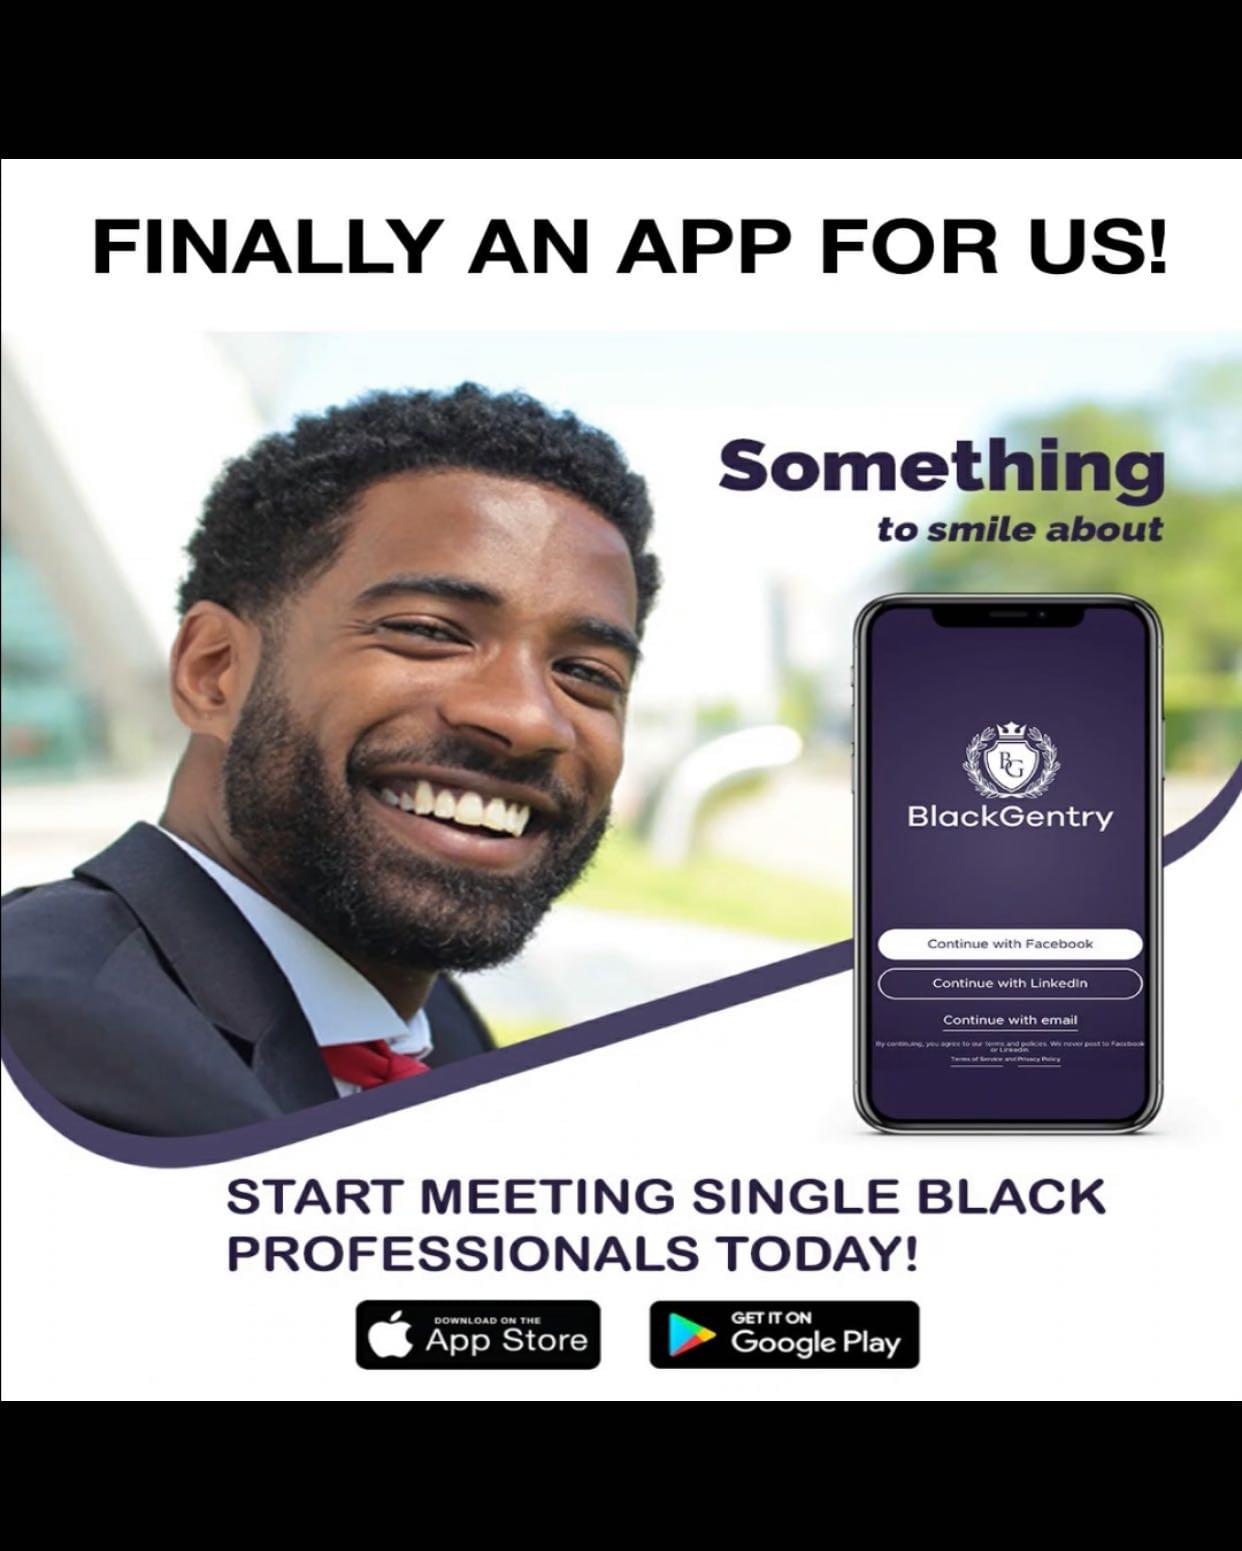 FINALLY AN APP FOR US!
Something
to smile about
BG
BlackGentry
Continue with Facebook
Continue with LinkedIn
Continue with email
By continuing, you agree to our terms and policies. We never post to Facebook
or LinkedIn
Terms of Service and Privacy Policy
START MEETING SINGLE BLACK
PROFESSIONALS TODAY!
DOWNLOAD ON THE
App Store
GET IT ON
Google Play